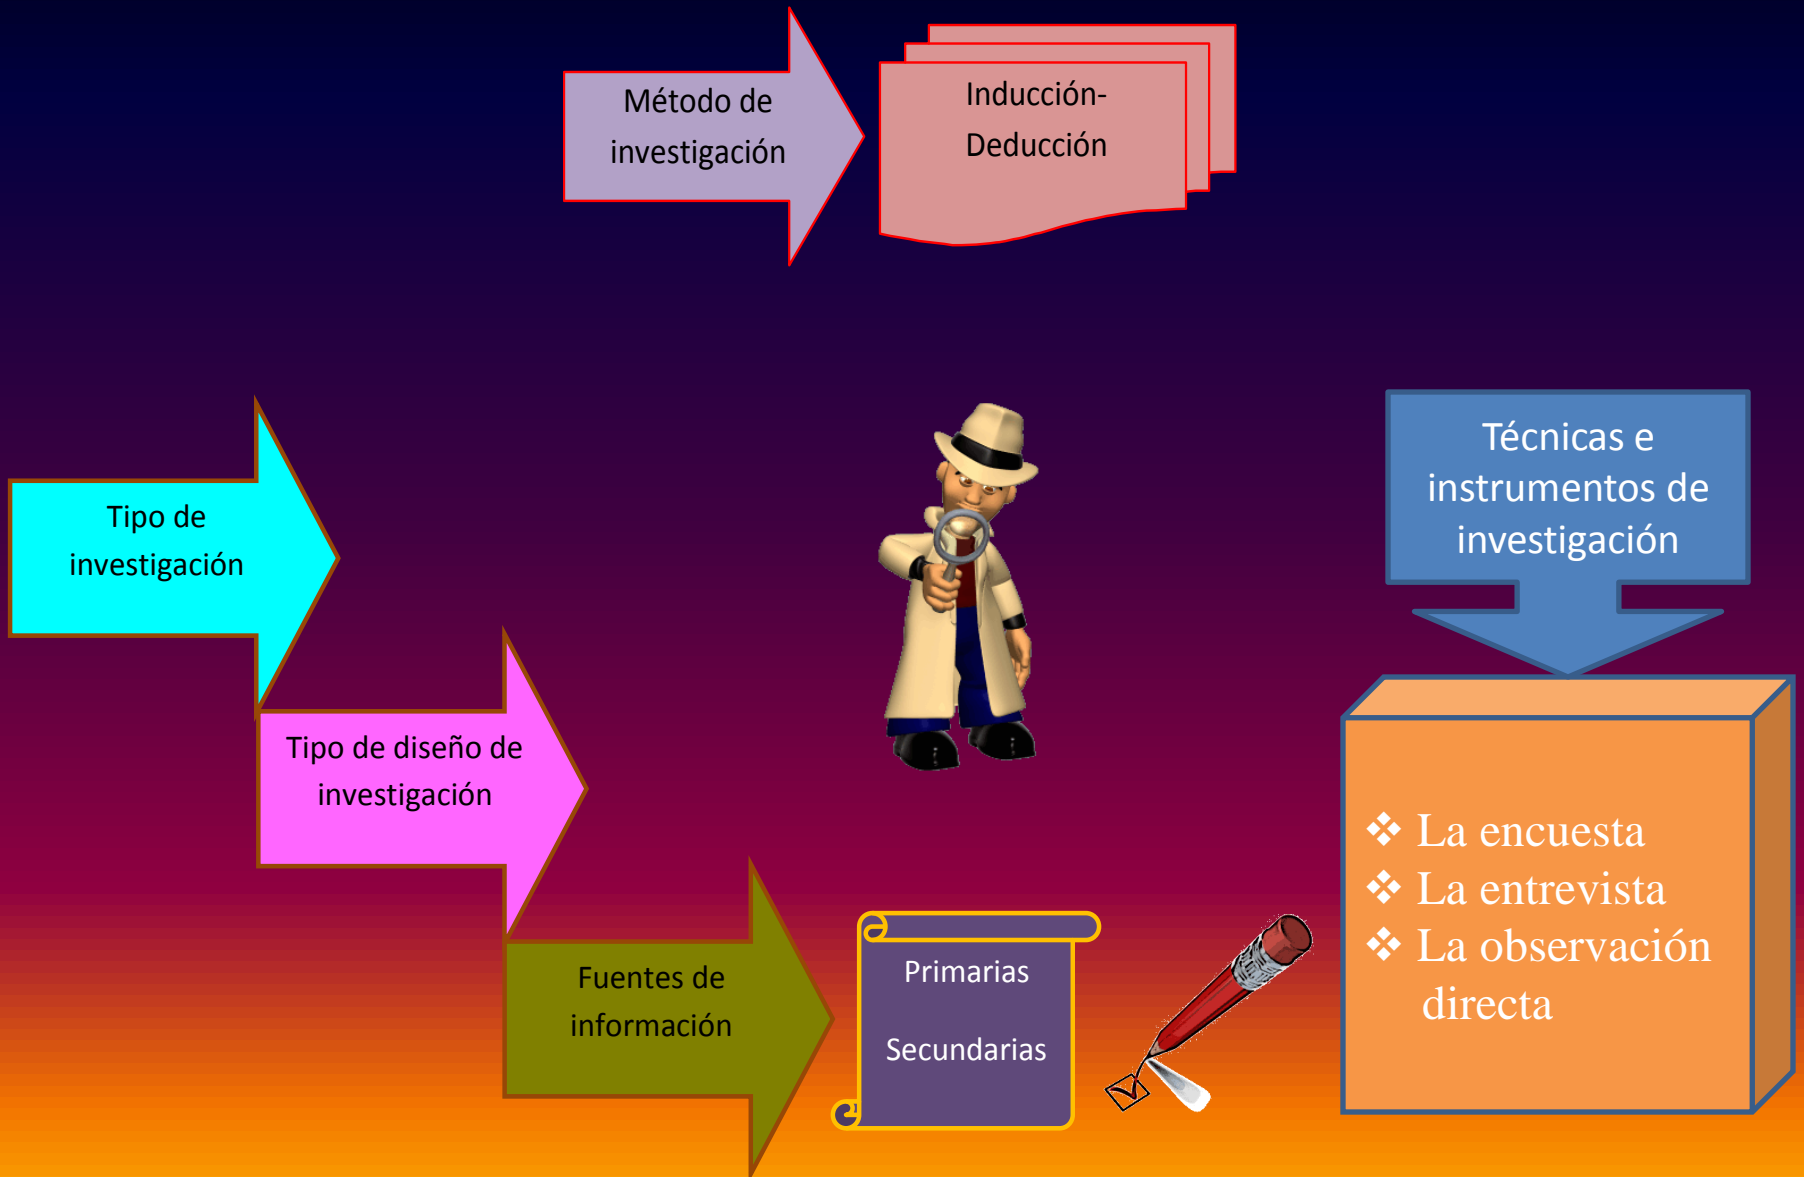 Método de
investigación
Inducción-
Deducción
Tipo de
investigación
Técnicas e
instrumentos de
investigación
Tipo de diseño de
investigación
❖ La encuesta
❖ La entrevista
❖ La observación
directa
Fuentes de
información
Primarias
Secundarias